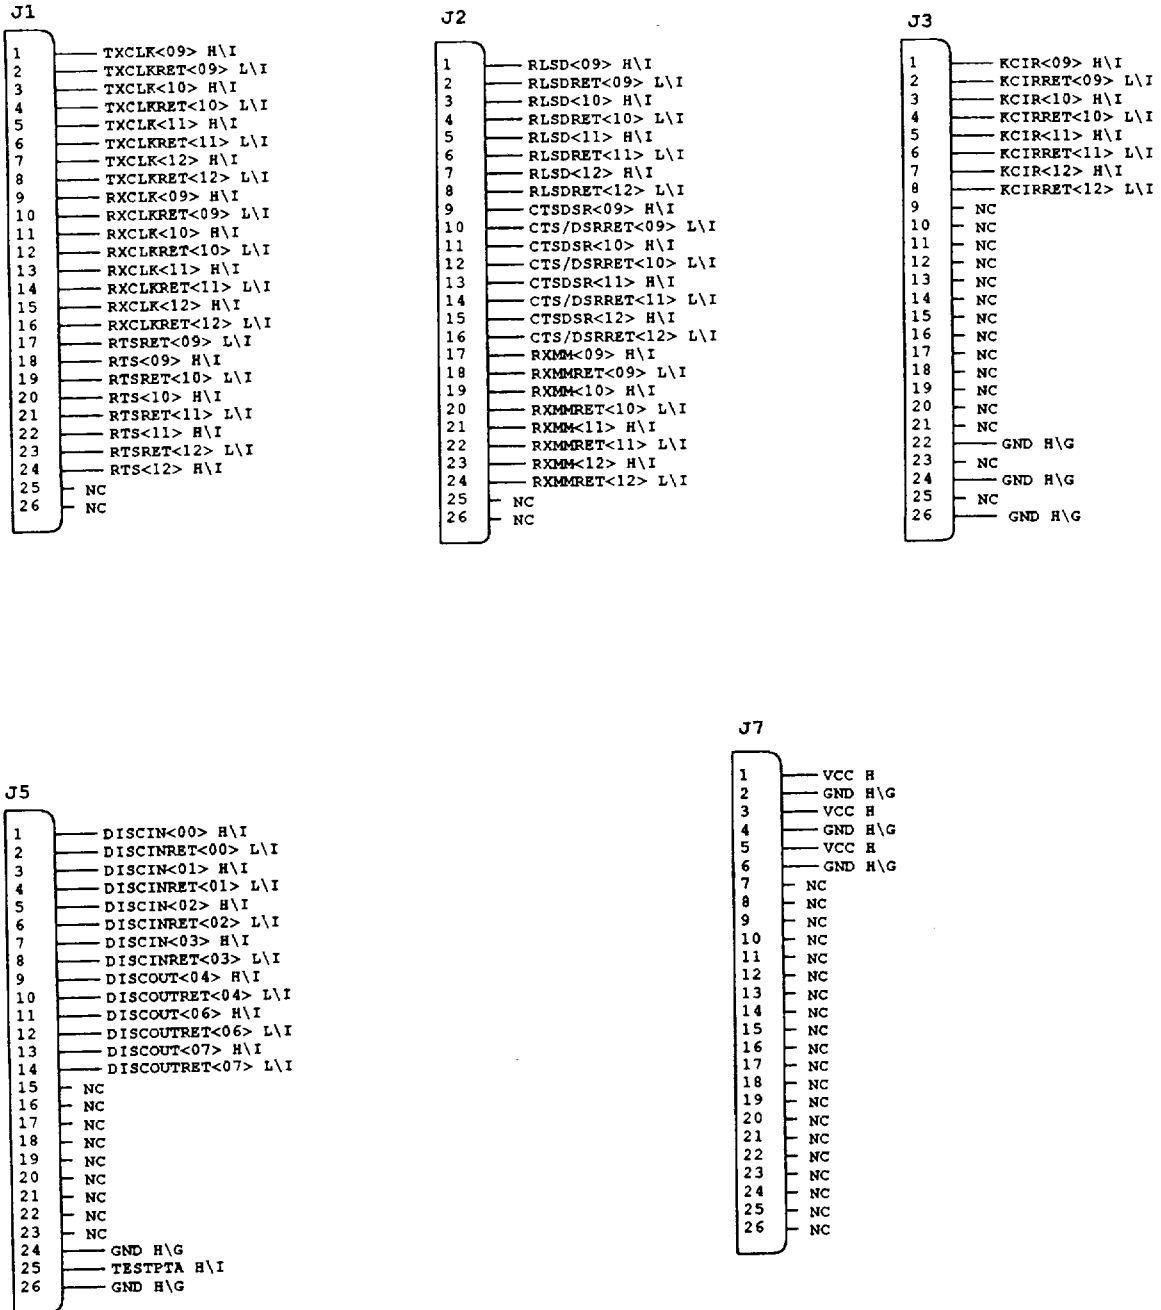 J1
1 TXCLK<09> H\I
2 TXCLKRET<09> L\I
3 TXCLK<10> H\I
4 TXCLKRET<10> L\I
5 TXCLK<11> H\I
6 TXCLKRET<11> L\I
7 TXCLK<12> H\I
8 TXCLKRET<12> L\I
9 RXCLK<09> H\I
10 RXCLKRET<09> L\I
11 RXCLK<10> H\I
12 RXCLKRET<10> L\I
13 RXCLK<11> H\I
14 RXCLKRET<11> L\I
15 RXCLK<12> H\I
16 RXCLKRET<12> L\I
17 RTSRET<09> L\I
18 RTS<09> H\I
19 RTSRET<10> L\I
20 RTS<10> H\I
21 RTSRET<11> L\I
22 RTS<11> H\I
23 RTSRET<12> L\I
24 RTS<12> H\I
25 NC
26 NC
J2
1 RLSD<09> H\I
2 RLSDRET<09> L\I
3 RLSD<10> H\I
4 RLSDRET<10> L\I
5 RLSD<11> H\I
6 RLSDRET<11> L\I
7 RLSD<12> H\I
8 RLSDRET<12> L\I
9 CTSDSR<09> H\I
10 CTS/DSRRET<09> L\I
11 CTSDSR<10> H\I
12 CTS/DSRRET<10> L\I
13 CTSDSR<11> H\I
14 CTS/DSRRET<11> L\I
15 CTSDSR<12> H\I
16 CTS/DSRRET<12> L\I
17 RXMM<09> H\I
18 RXMMRET<09> L\I
19 RXMM<10> H\I
20 RXMMRET<10> L\I
21 RXMM<11> H\I
22 RXMMRET<11> L\I
23 RXMM<12> H\I
24 RXMMRET<12> L\I
25 NC
26 NC
J3
1 KCIR<09> H\I
2 KCIRRET<09> L\I
3 KCIR<10> H\I
4 KCIRRET<10> L\I
5 KCIR<11> H\I
6 KCIRRET<11> L\I
7 KCIR<12> H\I
8 KCIRRET<12> L\I
9 NC
10 NC
11 NC
12 NC
13 NC
14 NC
15 NC
16 NC
17 NC
18 NC
19 NC
20 NC
21 NC
22 GND H\G
23 NC
24 GND H\G
25 NC
26 GND H\G
J5
1 DISCIN<00> H\I
2 DISCINRET<00> L\I
3 DISCIN<01> H\I
4 DISCINRET<01> L\I
5 DISCIN<02> H\I
6 DISCINRET<02> L\I
7 DISCIN<03> H\I
8 DISCINRET<03> L\I
9 DISCOUT<04> H\I
10 DISCOUTRET<04> L\I
11 DISCOUT<06> H\I
12 DISCOUTRET<06> L\I
13 DISCOUT<07> H\I
14 DISCOUTRET<07> L\I
15 NC
16 NC
17 NC
18 NC
19 NC
20 NC
21 NC
22 NC
23 NC
24 GND H\G
25 TESTPTA H\I
26 GND H\G
J7
1 VCC H
2 GND H\G
3 VCC H
4 GND H\G
5 VCC H
6 GND H\G
7 NC
8 NC
9 NC
10 NC
11 NC
12 NC
13 NC
14 NC
15 NC
16 NC
17 NC
18 NC
19 NC
20 NC
21 NC
22 NC
23 NC
24 NC
25 NC
26 NC